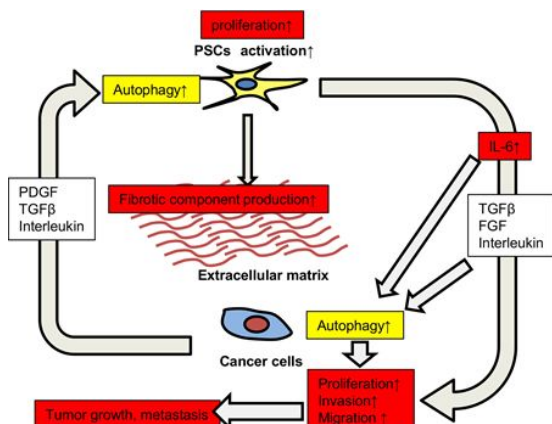 proliferation↑
PSCs activation↑
Autophagy↑
IL-6↑
PDGF
TGFβ
Interleukin
Fibrotic component production↑
TGFβ
FGF
Interleukin
Extracellular matrix
Autophagy↑
Cancer cells
Proliferation↑
Invasion↑
Migration ↑
Tumor growth, metastasis